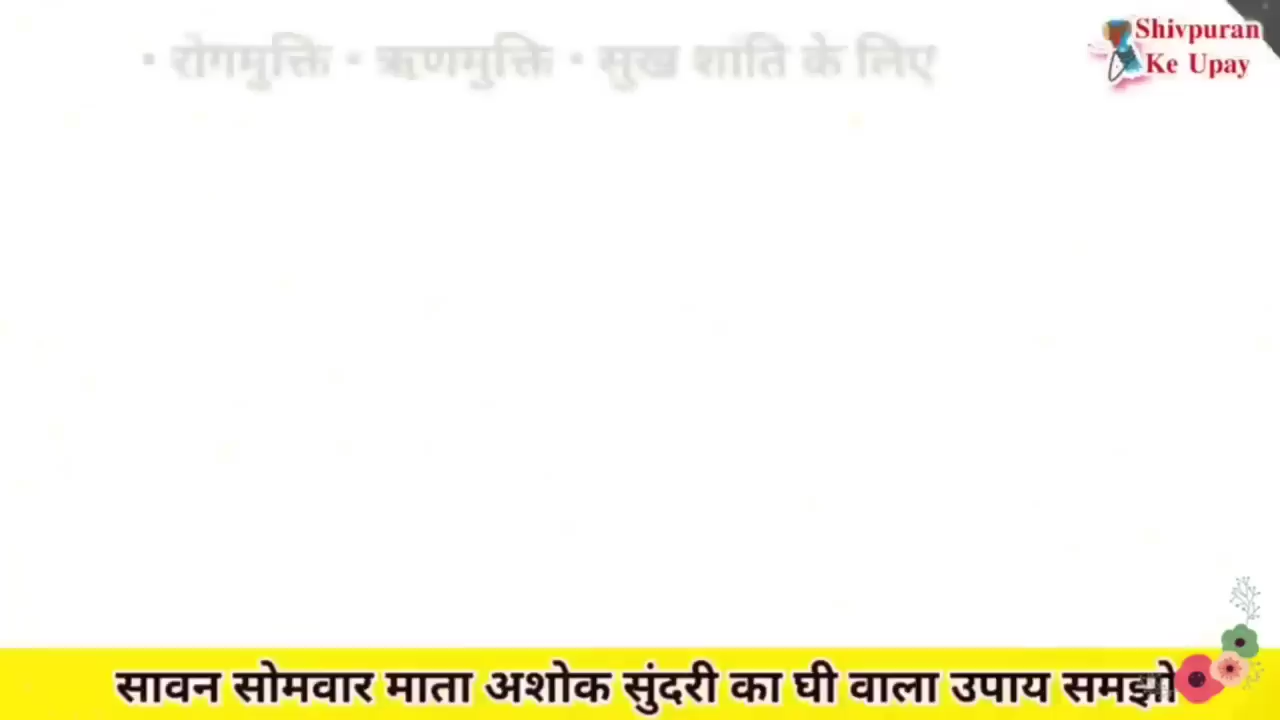 • रोगमुक्ति • ऋणमुक्ति • सुख शांति के लिए
Shivpuran
Ke Upay
सावन सोमवार माता अशोक सुंदरी का घी वाला उपाय समझो